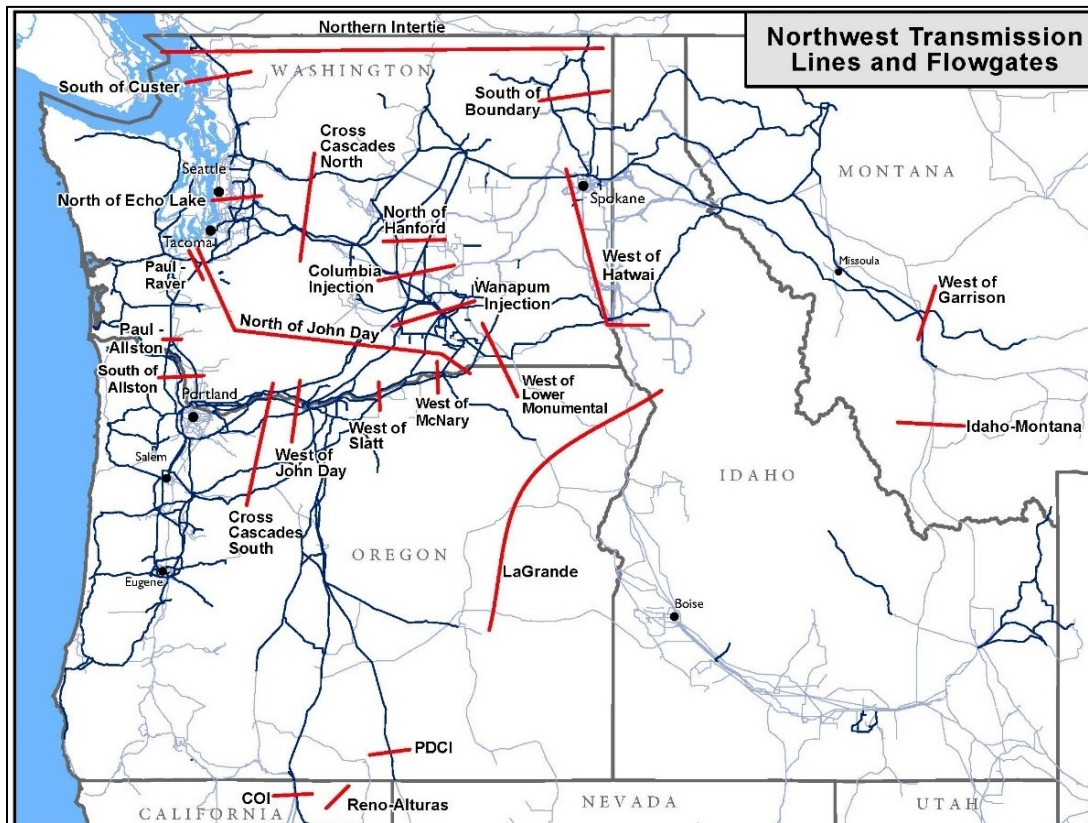 Northwest Transmission
Lines and Flowgates
Northern Intertie
WASHINGTON
South of Custer
South of
Boundary
Cross
Cascades
North
MONTANA
Seattle
Spokane
North of Echo Lake
North of
Hanford
Tacoma
West of
Hatwai
Missoula
Paul -
Raver
Columbia
Injection
Wanapum
Injection
West of
Garrison
North of John Day
Paul -
Allston
South of
Allston
West of
Lower
Monumental
Portland
West of
McNary
West of
Slatt
Idaho-Montana
Salem
West of
John Day
IDAHO
Cross
Cascades
South
OREGON
LaGrande
Eugene
Boise
PDCI
COI
Reno-Alturas
CALIFORNIA
NEVADA
UTAH